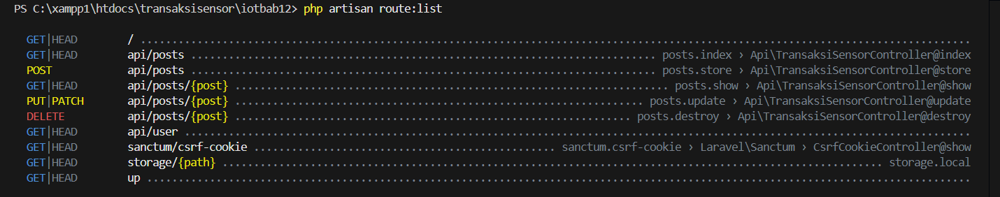 PS C:\xampp1\htdocs\transaksisensor\iotbab12> php artisan route:list
GET|HEAD / ................................................................................................................................
GET|HEAD api/posts ......................................................................... posts.index › Api\TransaksiSensorController@index
POST api/posts ......................................................................... posts.store › Api\TransaksiSensorController@store
GET|HEAD api/posts/{post} .................................................................... posts.show › Api\TransaksiSensorController@show
PUT|PATCH api/posts/{post} ................................................................ posts.update › Api\TransaksiSensorController@update
DELETE api/posts/{post} .............................................................. posts.destroy › Api\TransaksiSensorController@destroy
GET|HEAD api/user ............................................................................................................................
GET|HEAD sanctum/csrf-cookie ................................................ sanctum.csrf-cookie › Laravel\Sanctum › CsrfCookieController@show
GET|HEAD storage/{path} ........................................................................................................ storage.local
GET|HEAD up ..................................................................................................................................